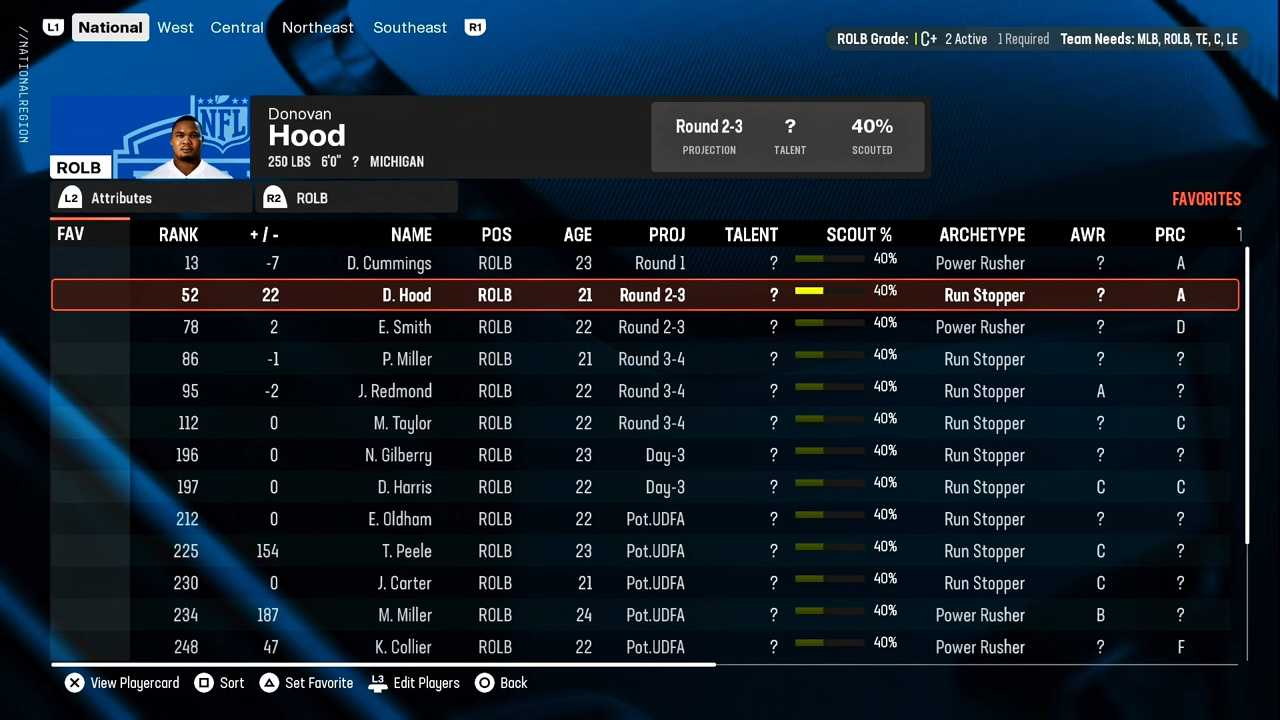 L1 National West Central Northeast Southeast R1
ROLB Grade: C+ 2 Active 1 Required Team Needs: MLB, ROLB, TE, C, LE
//NATIONALREGION
NFL
ROLB
Donovan
Hood
250 LBS 6'0" ? MICHIGAN
Round 2-3 ? 40%
PROJECTION TALENT SCOUTED
L2 Attributes R2 ROLB
FAVORITES
FAV RANK + / - NAME POS AGE PROJ TALENT SCOUT % ARCHETYPE AWR PRC
13 -7 D. Cummings ROLB 23 Round 1 ? 40% Power Rusher ? A
52 22 D. Hood ROLB 21 Round 2-3 ? 40% Run Stopper ? A
78 2 E. Smith ROLB 22 Round 2-3 ? 40% Power Rusher ? D
86 -1 P. Miller ROLB 21 Round 3-4 ? 40% Run Stopper ? ?
95 -2 J. Redmond ROLB 22 Round 3-4 ? 40% Run Stopper A ?
112 0 M. Taylor ROLB 22 Round 3-4 ? 40% Run Stopper ? C
196 0 N. Gilberry ROLB 23 Day-3 ? 40% Run Stopper ? ?
197 0 D. Harris ROLB 22 Day-3 ? 40% Run Stopper C C
212 0 E. Oldham ROLB 22 Pot.UDFA ? 40% Run Stopper ? ?
225 154 T. Peele ROLB 23 Pot.UDFA ? 40% Run Stopper C ?
230 0 J. Carter ROLB 21 Pot.UDFA ? 40% Run Stopper C ?
234 187 M. Miller ROLB 24 Pot.UDFA ? 40% Power Rusher B ?
248 47 K. Collier ROLB 22 Pot.UDFA ? 40% Power Rusher ? F
View Playercard Sort Set Favorite L3 Edit Players Back